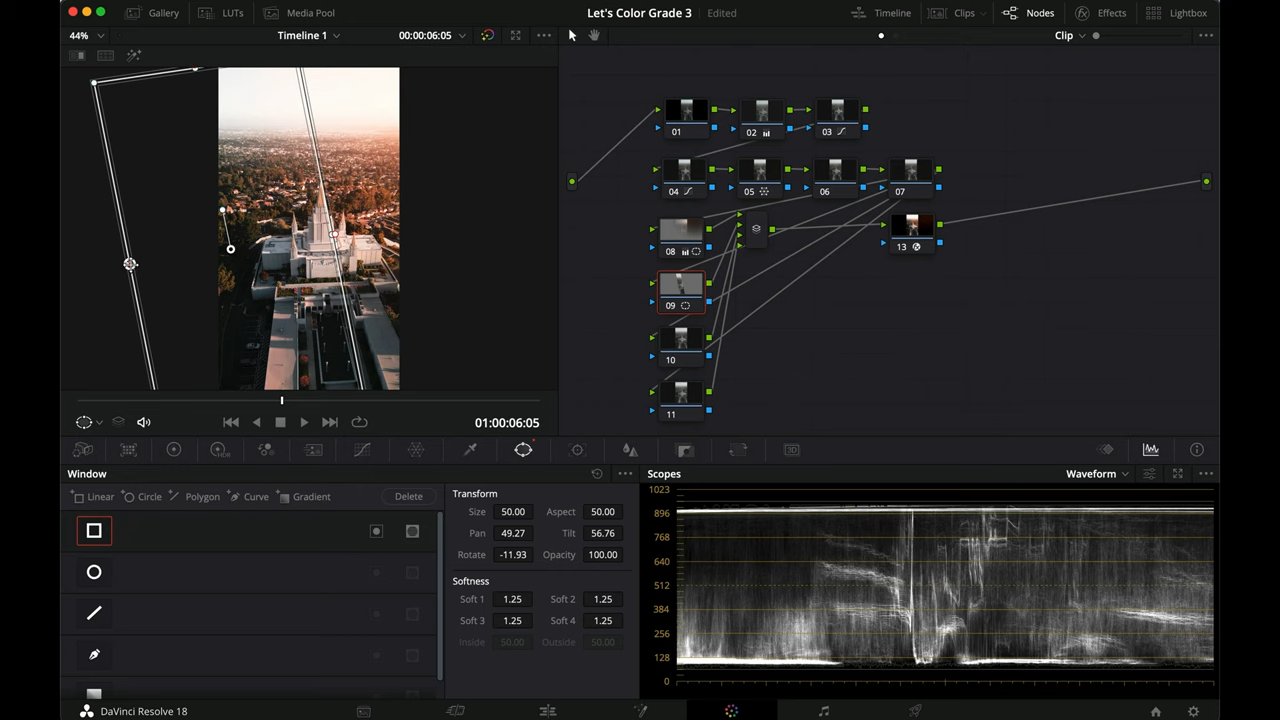 Gallery LUTs Media Pool Let's Color Grade 3 Edited Timeline Clips Nodes Effects Lightbox
44% Timeline 1 00:00:06:05 Clip
01 02 03
04 05 06 07
08 13
09
10
11
01:00:06:05
Window
Linear Circle Polygon Curve Gradient Delete
Transform
Size 50.00 Aspect 50.00
Pan 49.27 Tilt 56.76
Rotate -11.93 Opacity 100.00
Softness
Soft 1 1.25 Soft 2 1.25
Soft 3 1.25 Soft 4 1.25
Inside 50.00 Outside 50.00
Scopes Waveform
1023
896
768
640
512
384
256
128
0
DaVinci Resolve 18